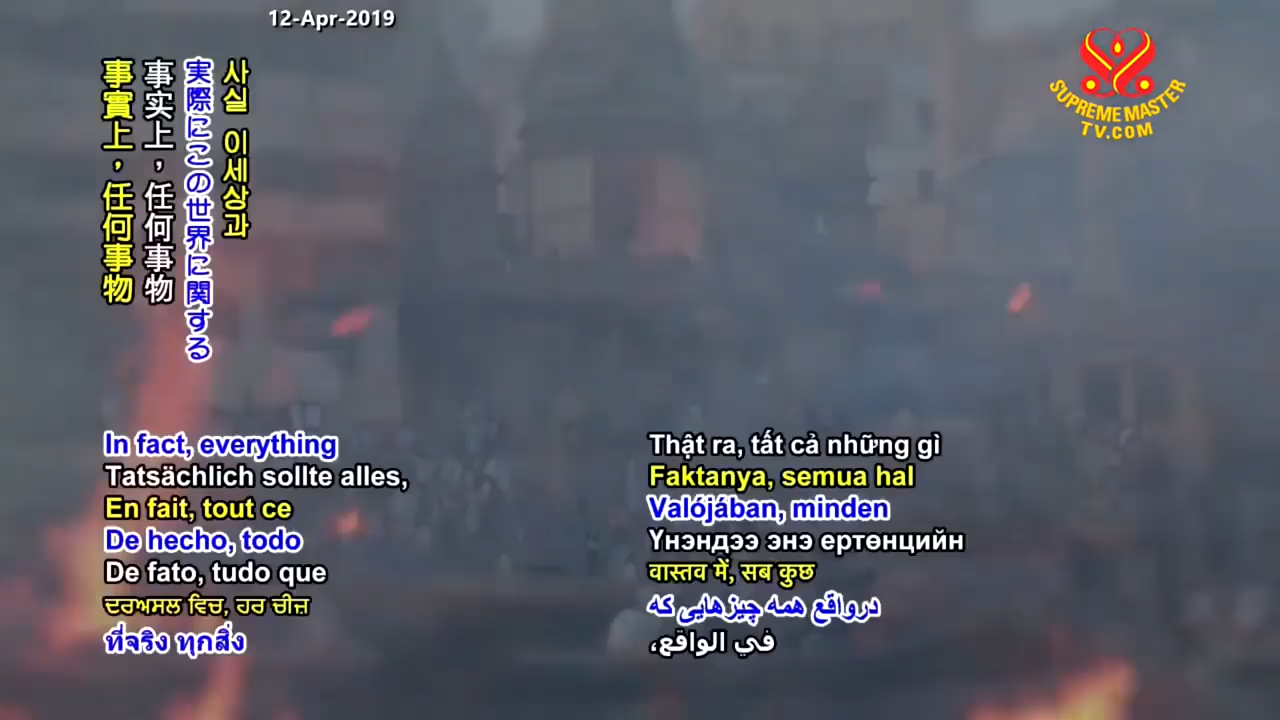 12-Apr-2019
SUPREME MASTER
TV.COM
사실 이세상과
実際にこの世界に関する
事实上，任何事物
事實上，任何事物
In fact, everything
Tatsächlich sollte alles,
En fait, tout ce
De hecho, todo
De fato, tudo que
ਦਰਅਸਲ ਵਿਚ, ਹਰ ਚੀਜ਼
ที่จริง ทุกสิ่ง
Thật ra, tất cả những gì
Faktanya, semua hal
Valójában, minden
Үнэндээ энэ ертөнцийн
वास्तव में, सब कुछ
درواقع همه چیزهایی که
في الواقع،